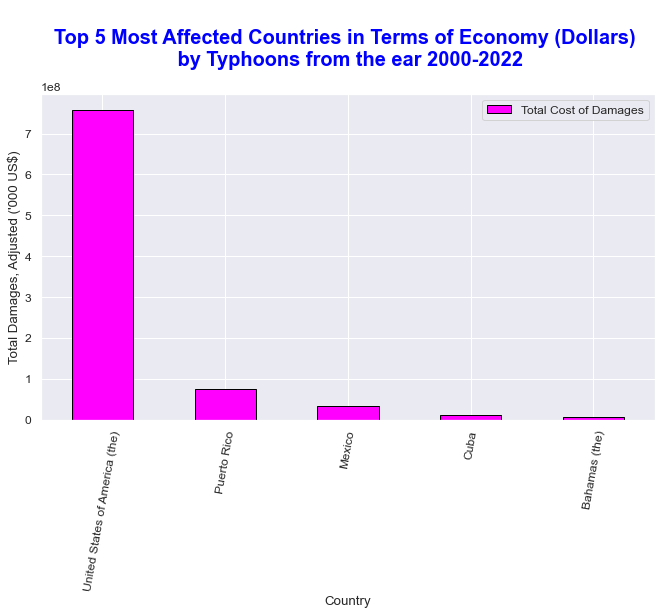 Top 5 Most Affected Countries in Terms of Economy (Dollars)
by Typhoons from the ear 2000-2022
1e8
Total Cost of Damages
Total Damages, Adjusted ('000 US$)
7
6
5
4
3
2
1
0
United States of America (the)
Puerto Rico
Mexico
Cuba
Bahamas (the)
Country